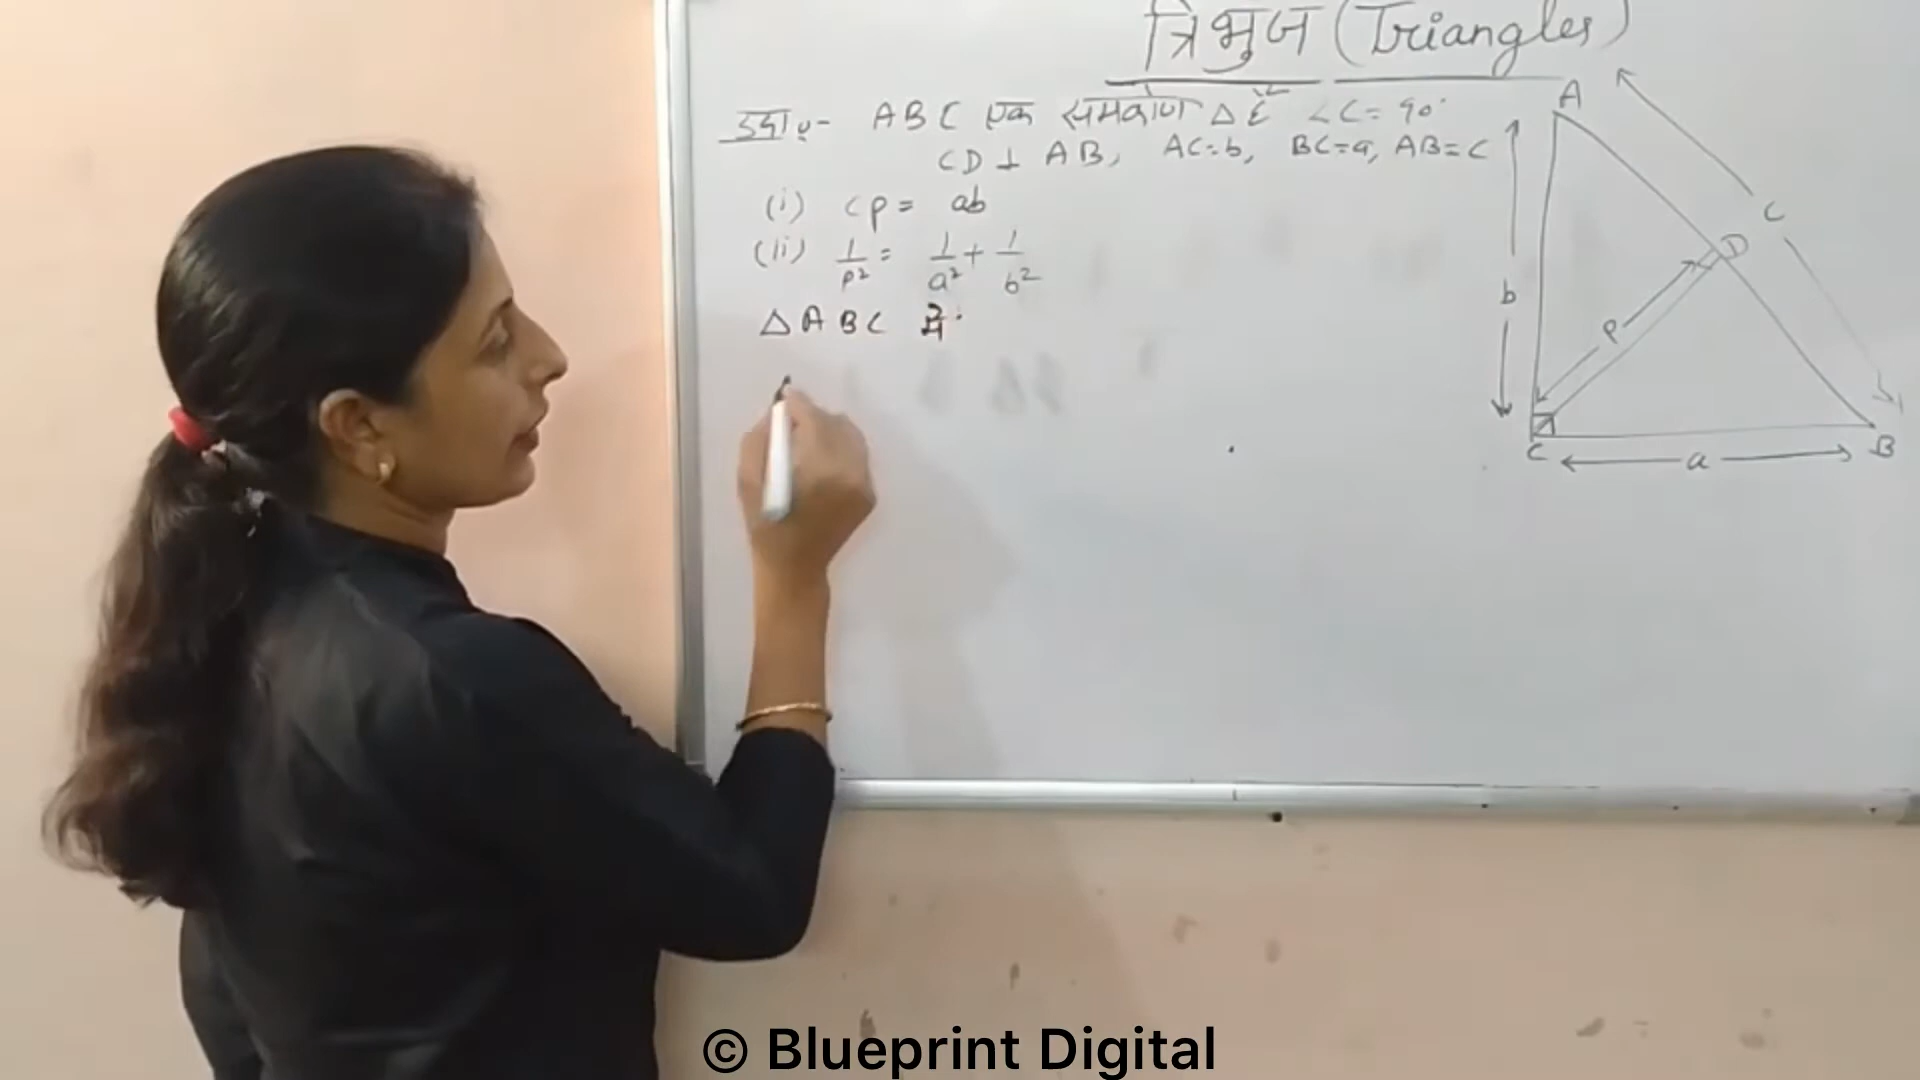 त्रिभुज (Triangles)
उदा०- ABC एक समकोण Δ है ∠C = 90°
CD ⊥ AB, AC=b, BC=a, AB=C
(i) cp = ab
(ii) 1/p² = 1/a² + 1/b²
Δ ABC में
A
C
D
b
P
C
a
B
© Blueprint Digital